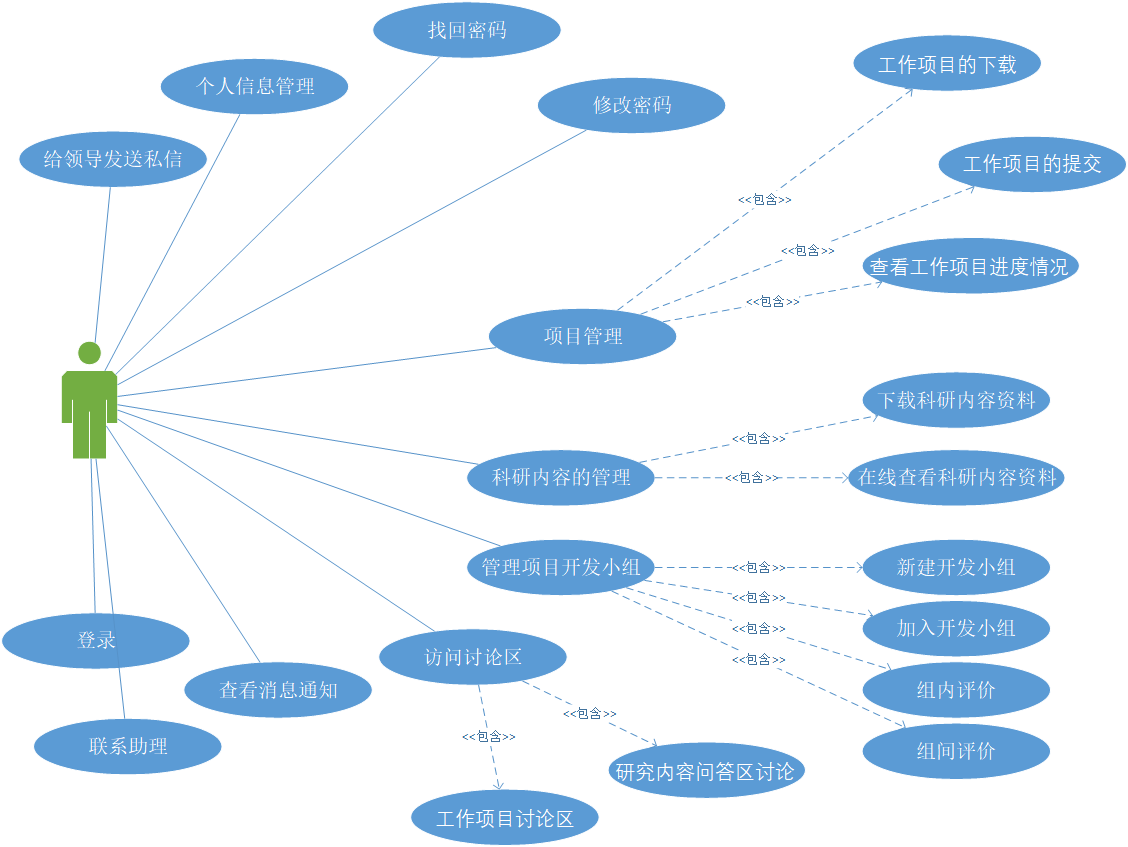 找回密码
工作项目的下载
个人信息管理
修改密码
给领导发送私信
工作项目的提交
<<包含>>
<<包含>>
查看工作项目进度情况
<<包含>>
项目管理
下载科研内容资料
<<包含>>
科研内容的管理
<<包含>>
在线查看科研内容资料
管理项目开发小组
<<包含>>
新建开发小组
<<包含>>
加入开发小组
<<包含>>
登录
访问讨论区
<<包含>>
查看消息通知
组内评价
<<包含>>
<<包含>>
联系助理
组间评价
研究内容问答区讨论
工作项目讨论区